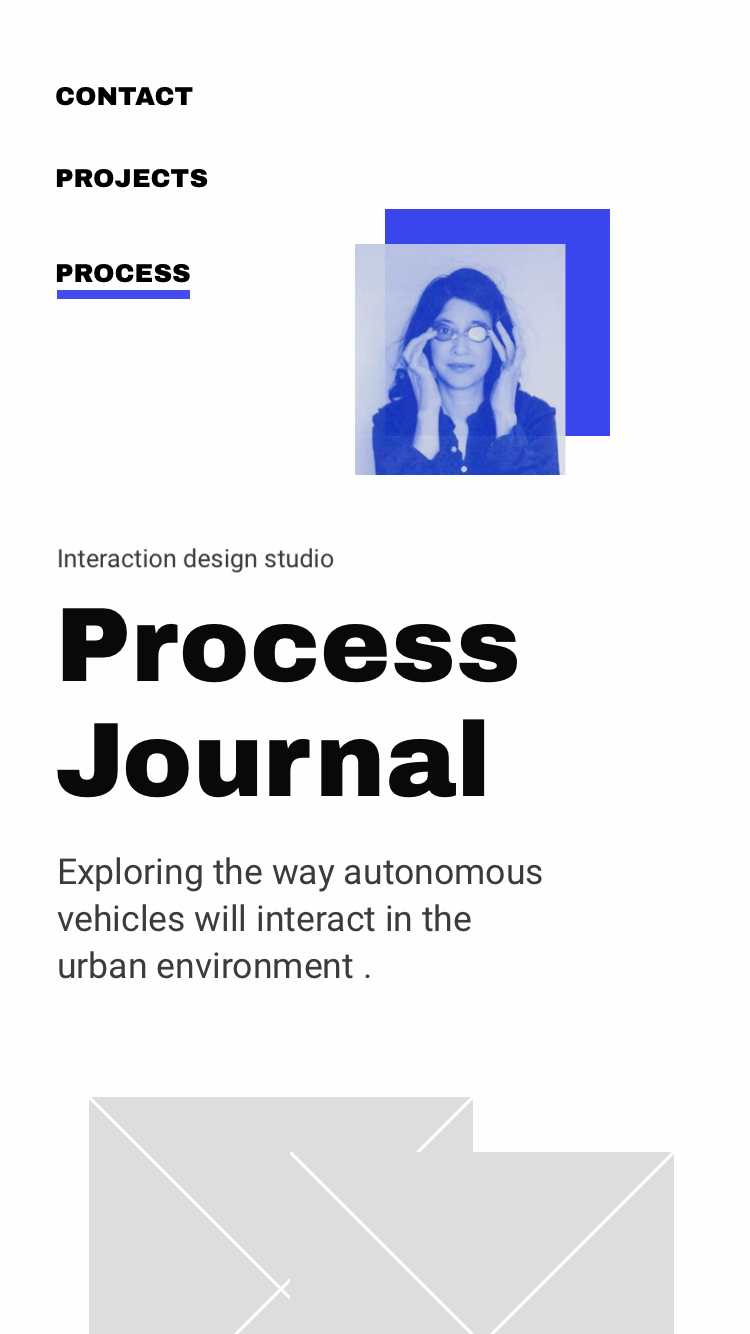 CONTACT
PROJECTS
PROCESS
Interaction design studio
Process
Journal
Exploring the way autonomous
vehicles will interact in the
urban environment .